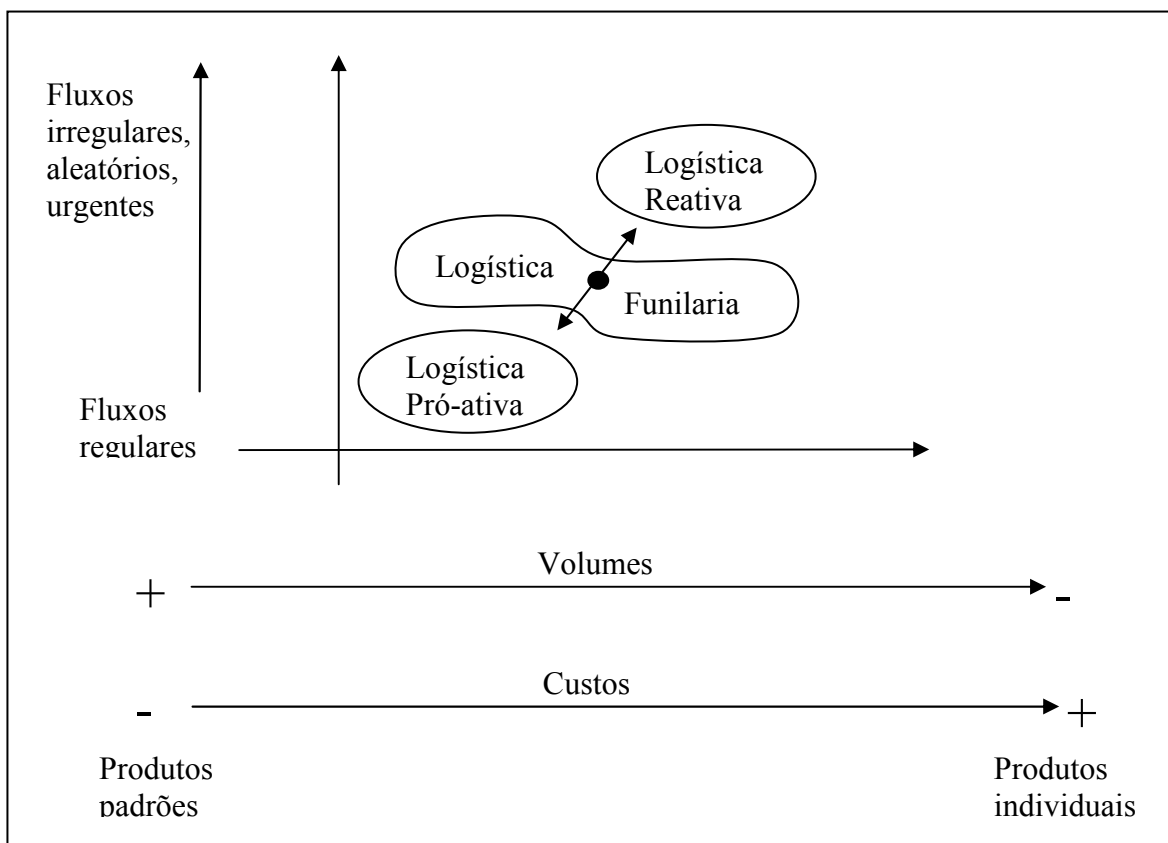 Fluxos
irregulares,
aleatórios,
urgentes
Logística
Reativa
Logística
Funilaria
Logística
Pró-ativa
Fluxos
regulares
Volumes
+
-
Custos
-
+
Produtos
padrões
Produtos
individuais